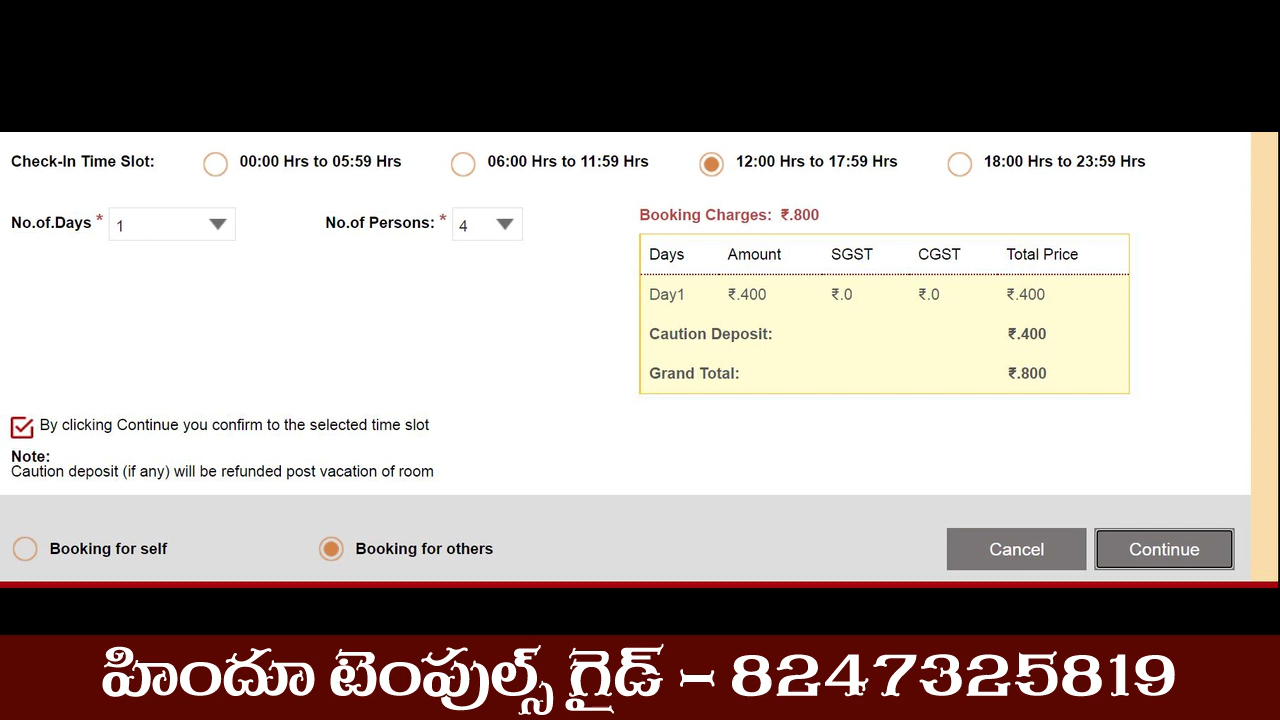 Check-In Time Slot: 00:00 Hrs to 05:59 Hrs 06:00 Hrs to 11:59 Hrs 12:00 Hrs to 17:59 Hrs 18:00 Hrs to 23:59 Hrs
No.of.Days * 1 No.of Persons: * 4
Booking Charges: ₹.800
Days Amount SGST CGST Total Price
Day1 ₹.400 ₹.0 ₹.0 ₹.400
Caution Deposit: ₹.400
Grand Total: ₹.800
By clicking Continue you confirm to the selected time slot
Note:
Caution deposit (if any) will be refunded post vacation of room
Booking for self Booking for others Cancel Continue
హిందూ టెంపుల్స్ గైడ్ - 8247325819